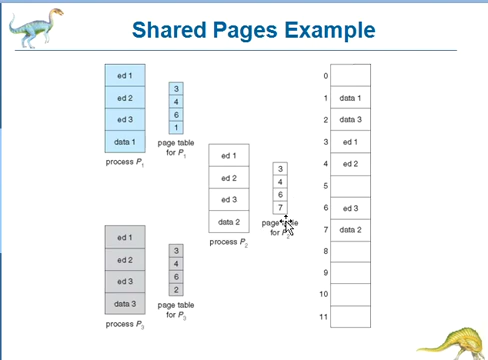 Shared Pages Example
ed 1
ed 2
ed 3
data 1
process P1
3
4
6
1
page table
for P1
ed 1
ed 2
ed 3
data 2
process P2
3
4
6
7
page table
for P2
ed 1
ed 2
ed 3
data 3
process P3
3
4
6
2
page table
for P3
0
1 data 1
2 data 3
3 ed 1
4 ed 2
5
6 ed 3
7 data 2
8
9
10
11